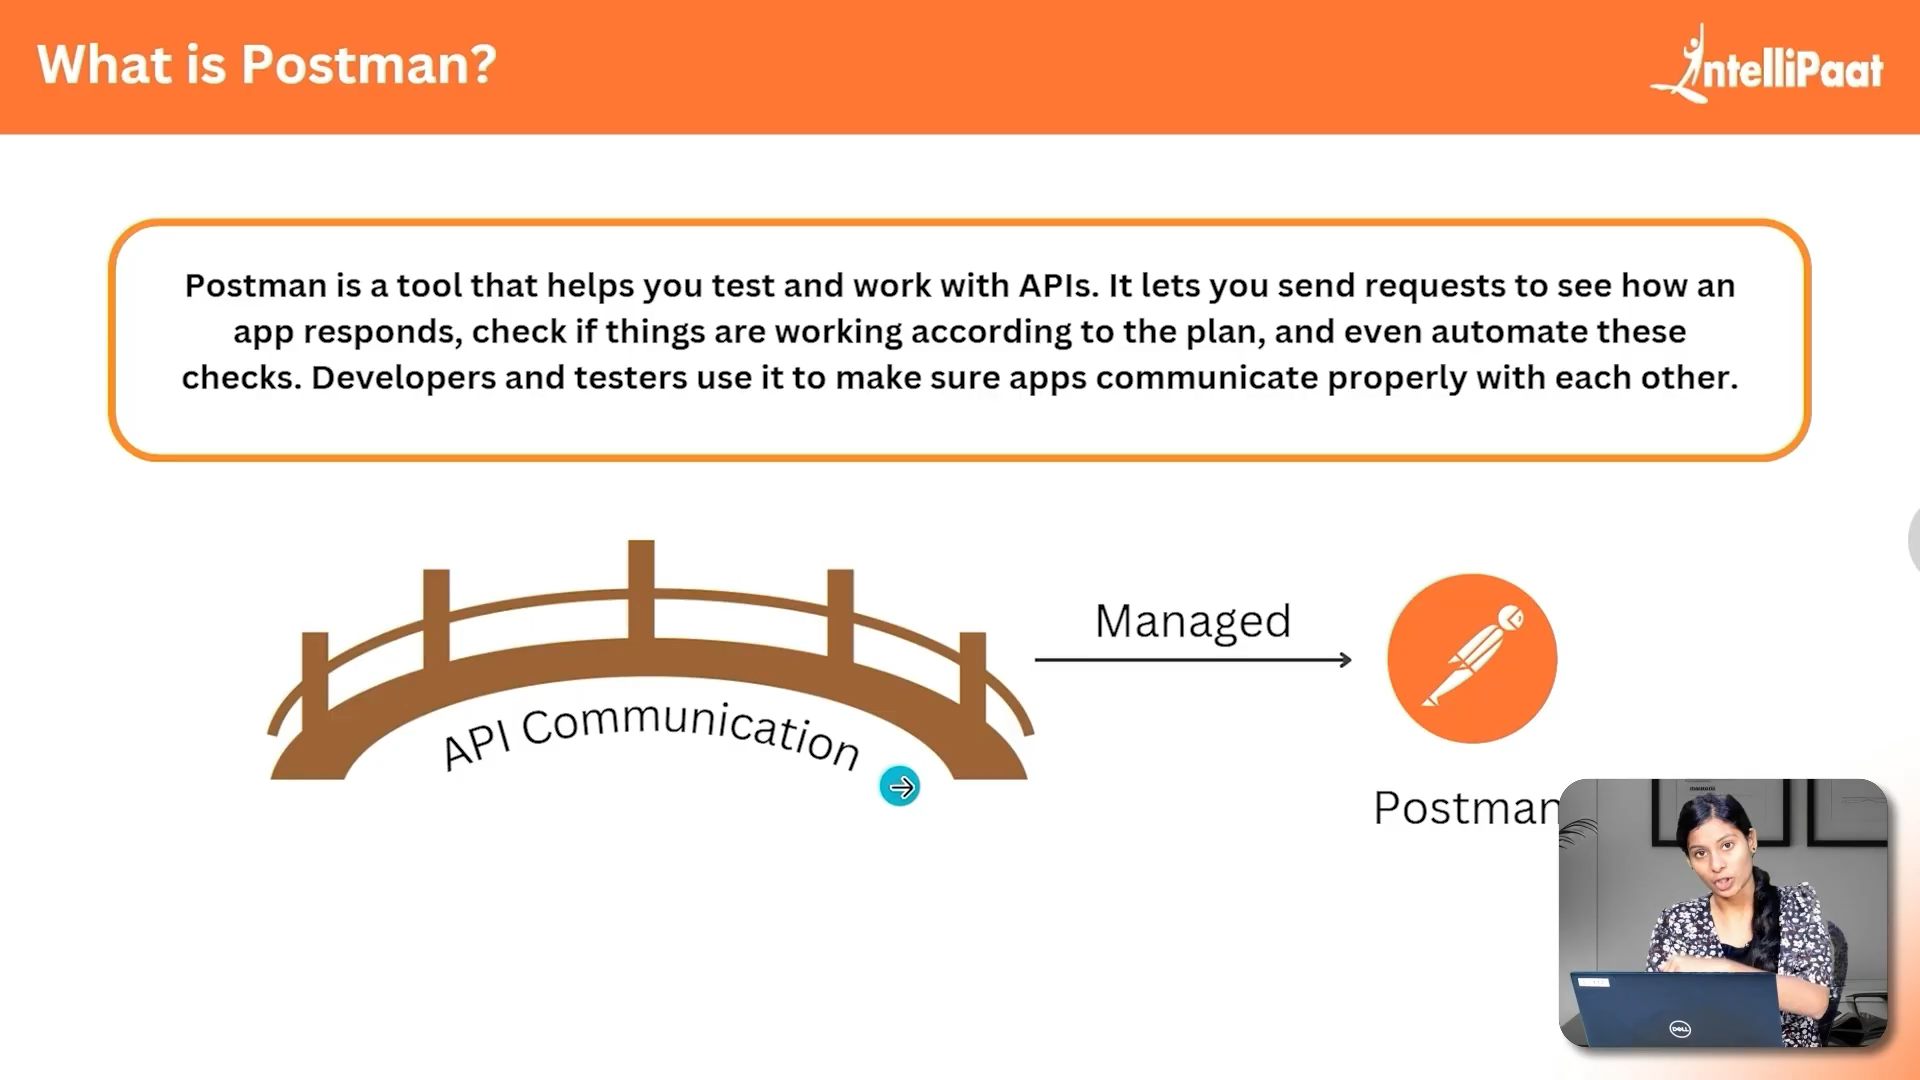 What is Postman?
IntelliPaat
Postman is a tool that helps you test and work with APIs. It lets you send requests to see how an
app responds, check if things are working according to the plan, and even automate these
checks. Developers and testers use it to make sure apps communicate properly with each other.
Managed
API Communication
Postman
DELL